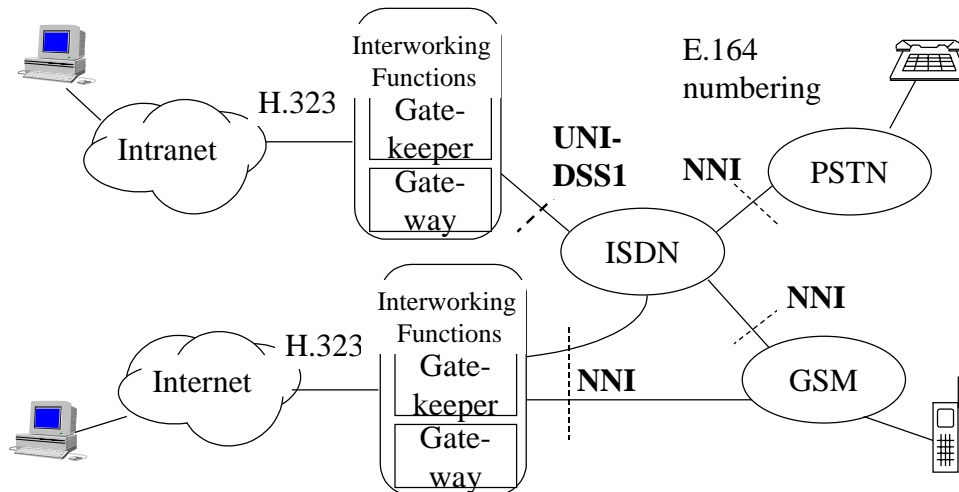 Interworking
Functions
Gate-
keeper
Gate-
way
E.164
numbering
H.323
Intranet
UNI-
DSS1
NNI
PSTN
ISDN
NNI
Interworking
Functions
Gate-
keeper
Gate-
way
H.323
Internet
NNI
GSM